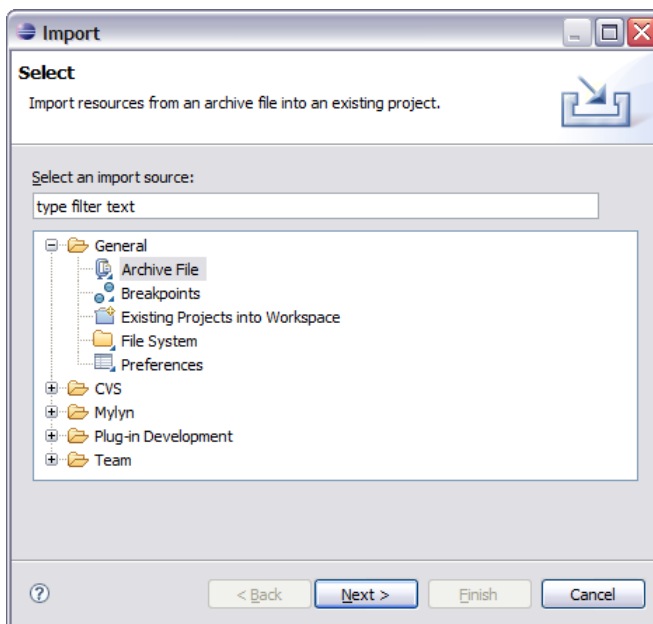 Import
Select
Import resources from an archive file into an existing project.
Select an import source:
type filter text
General
Archive File
Breakpoints
Existing Projects into Workspace
File System
Preferences
CVS
Mylyn
Plug-in Development
Team
< Back Next > Finish Cancel